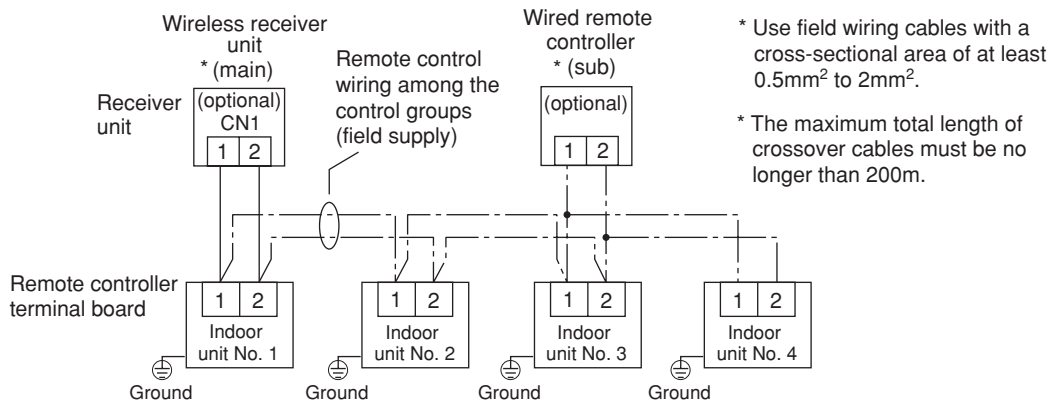 Wireless receiver
unit
* (main)
Receiver
unit
(optional)
CN1
1 2
Remote control
wiring among the
control groups
(field supply)
Wired remote
controller
* (sub)
(optional)
1 2
* Use field wiring cables with a
cross-sectional area of at least
0.5mm² to 2mm².
* The maximum total length of
crossover cables must be no
longer than 200m.
Remote controller
terminal board
1 2
Indoor
unit No. 1
Ground
1 2
Indoor
unit No. 2
Ground
1 2
Indoor
unit No. 3
Ground
1 2
Indoor
unit No. 4
Ground